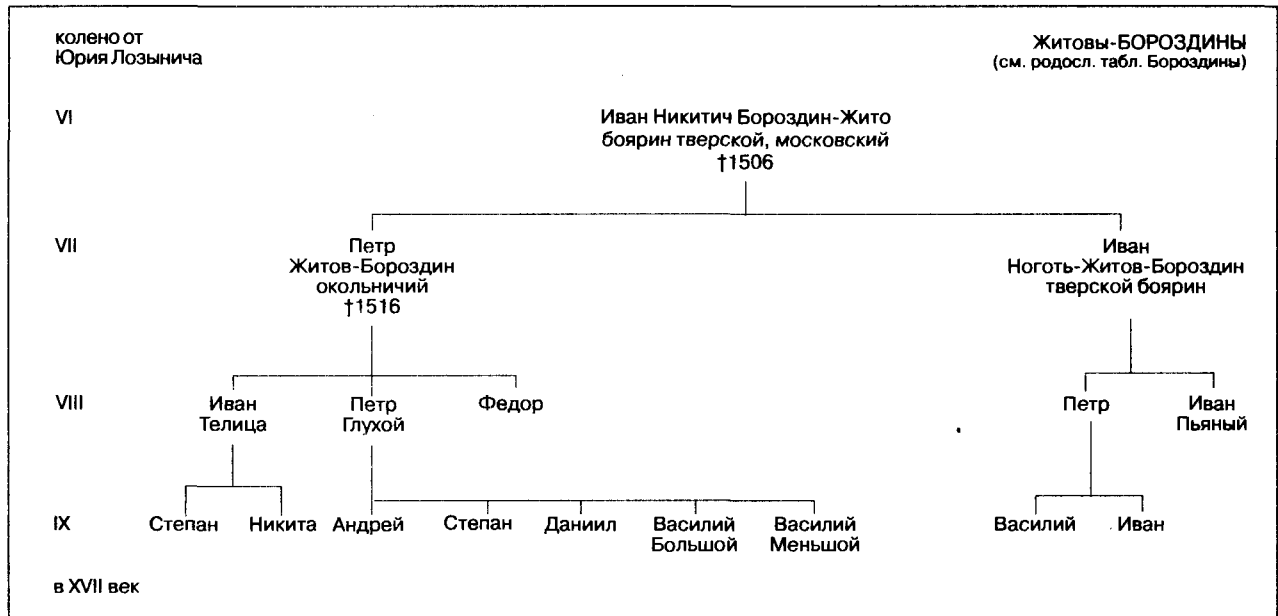 колено от
Юрия Лозынича
Житовы-БОРОЗДИНЫ
(см. родосл. табл. Бороздины)
VI
Иван Никитич Бороздин-Жито
боярин тверской, московский
†1506
VII
Петр
Житов-Бороздин
окольничий
†1516
Иван
Ноготь-Житов-Бороздин
тверской боярин
VIII
Иван
Телица
Петр
Глухой
Федор
Петр
Иван
Пьяный
IX
Степан
Никита
Андрей
Степан
Даниил
Василий
Большой
Василий
Меньшой
Василий
Иван
в XVII век